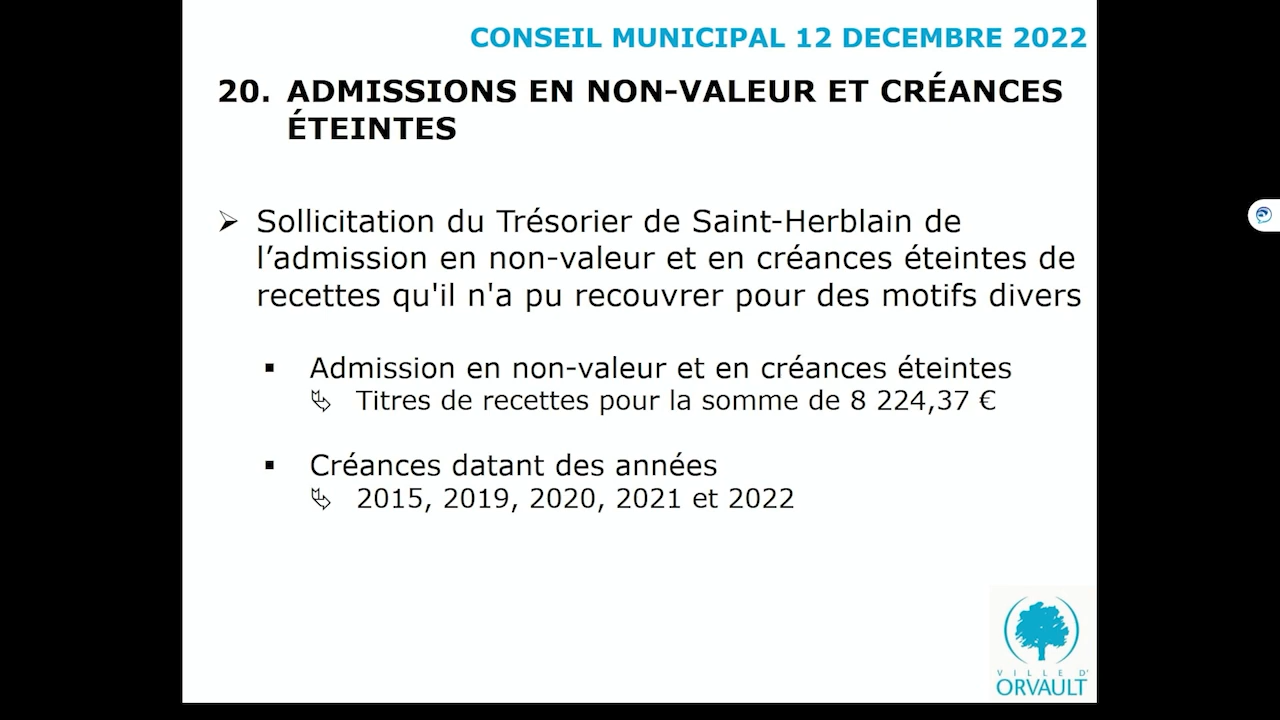 CONSEIL MUNICIPAL 12 DECEMBRE 2022
20. ADMISSIONS EN NON-VALEUR ET CRÉANCES
ÉTEINTES
➢ Sollicitation du Trésorier de Saint-Herblain de
l’admission en non-valeur et en créances éteintes de
recettes qu'il n'a pu recouvrer pour des motifs divers
▪ Admission en non-valeur et en créances éteintes
Titres de recettes pour la somme de 8 224,37 €
▪ Créances datant des années
2015, 2019, 2020, 2021 et 2022
VILLE D'
ORVAULT